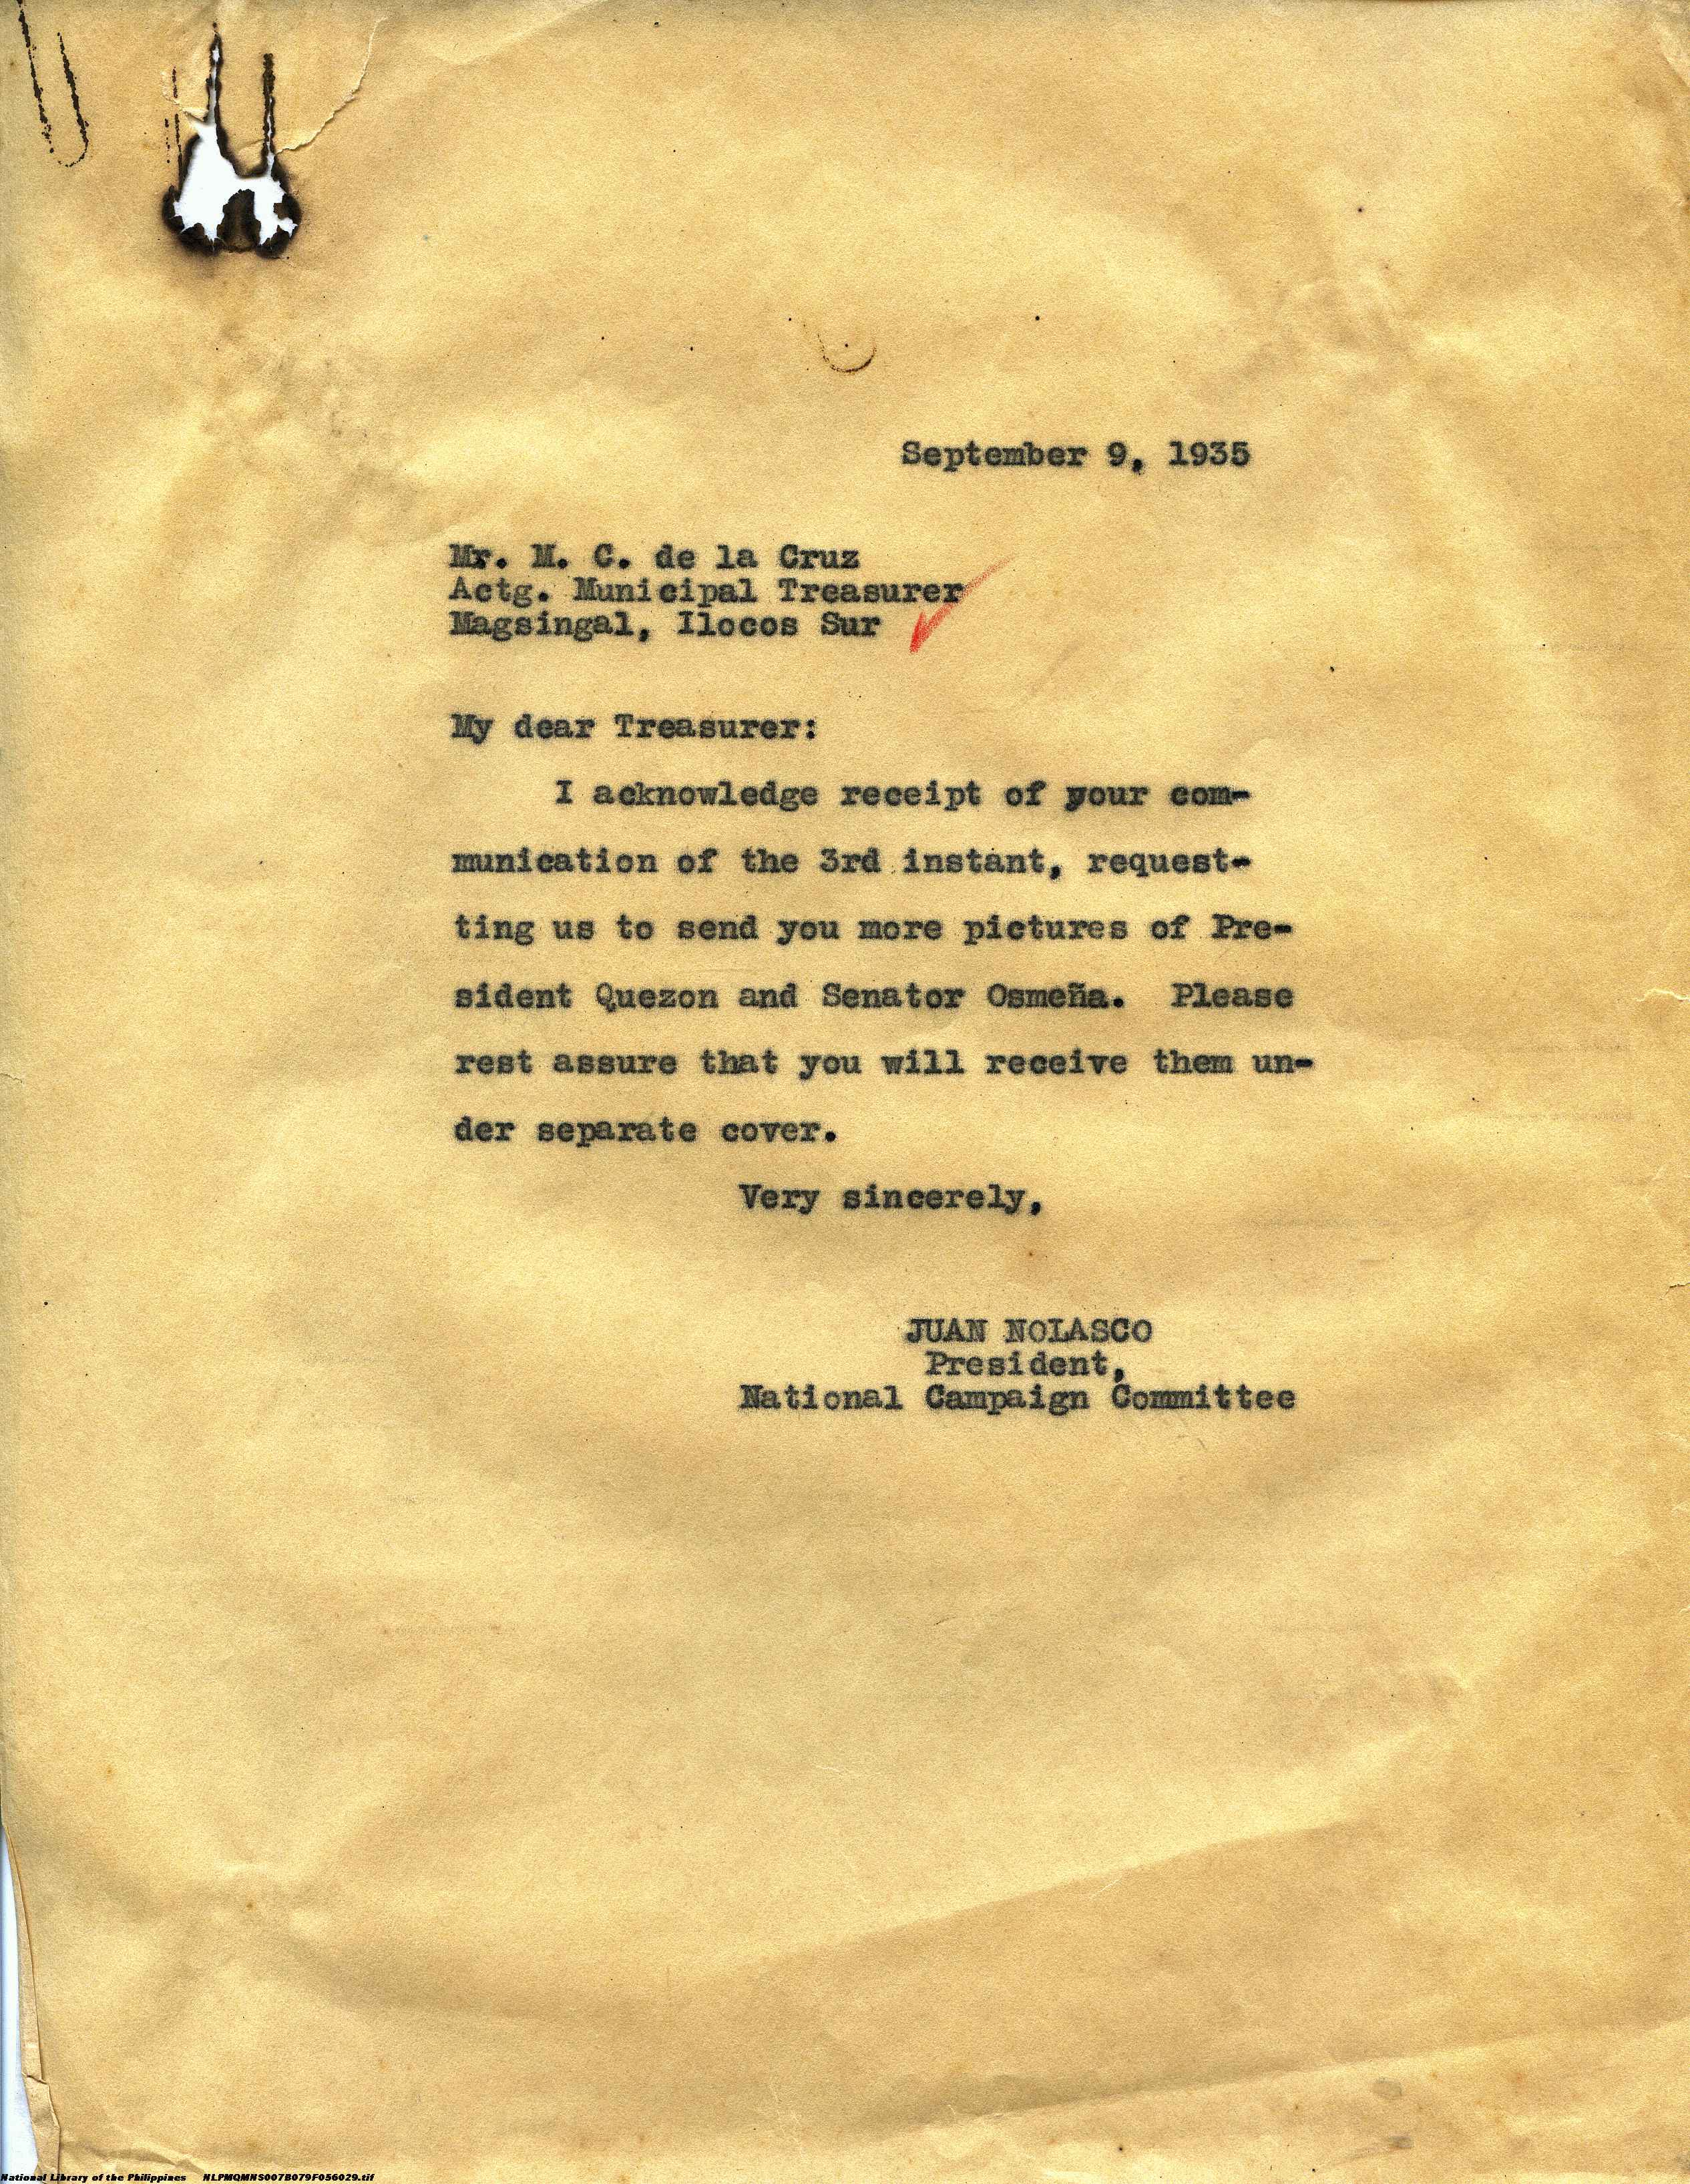 September 9, 1935
Mr. M. C. de la Cruz
Actg. Municipal Treasurer
Magsingal, Ilocos Sur
My dear Treasurer:
I acknowledge receipt of your com-
munication of the 3rd instant, request-
ting us to send you more pictures of Pre-
sident Quezon and Senator Osmeña. Please
rest assure that you will receive them un-
der separate cover.
Very sincerely,
JUAN NOLASCO
President,
National Campaign Committee
National Library of the Philippines NLPMQMNS007B079F056029.tif